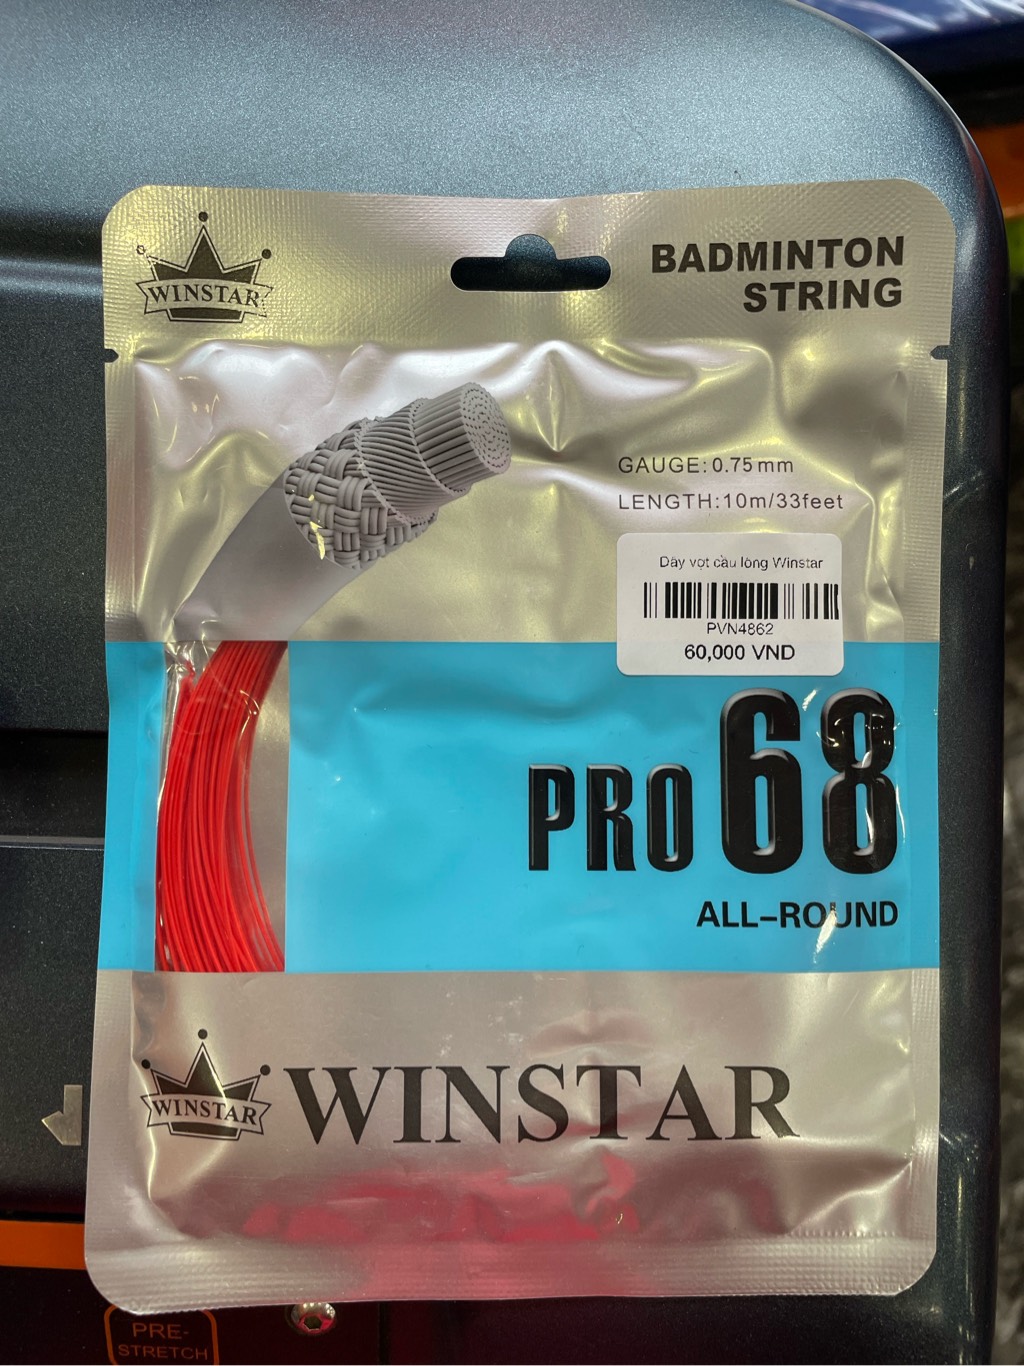 WINSTAR
BADMINTON
STRING
GAUGE: 0.75 mm
LENGTH: 10m/33feet
Dây vợt cầu lông Winstar
PVN4862
60,000 VND
PRO 68
ALL-ROUND
WINSTAR
WINSTAR
PRE-
STRETCH